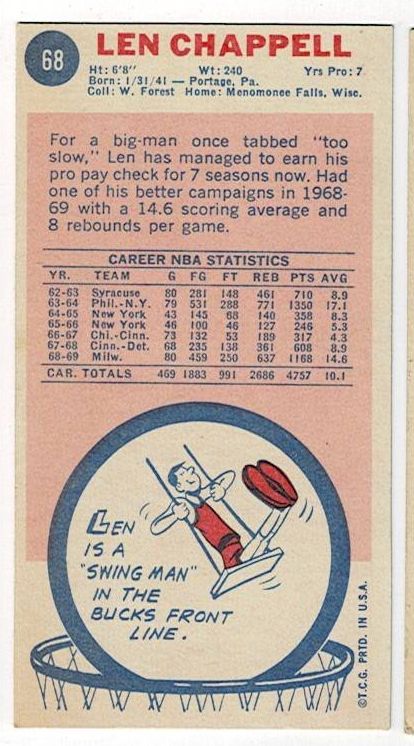 68
LEN CHAPPELL
Ht: 6'8" Wt: 240 Yrs Pro: 7
Born: 1/31/41 — Portage, Pa.
Coll: W. Forest Home: Menomonee Falls, Wisc.
For a big-man once tabbed "too
slow," Len has managed to earn his
pro pay check for 7 seasons now. Had
one of his better campaigns in 1968-
69 with a 14.6 scoring average and
8 rebounds per game.
CAREER NBA STATISTICS
YR. TEAM G FG FT REB PTS AVG
62-63 Syracuse 80 281 148 461 710 8.9
63-64 Phil.-N.Y. 79 531 288 771 1350 17.1
64-65 New York 43 145 68 140 358 8.3
65-66 New York 46 100 46 127 246 5.3
66-67 Chi.-Cinn. 73 132 53 189 317 4.3
67-68 Cinn.-Det. 68 235 138 361 608 8.9
68-69 Milw. 80 459 250 637 1168 14.6
CAR. TOTALS 469 1883 991 2686 4757 10.1
LEN
IS A
"SWING MAN"
IN THE
BUCKS FRONT
LINE.
©T.C.G. PRTD. IN U.S.A.